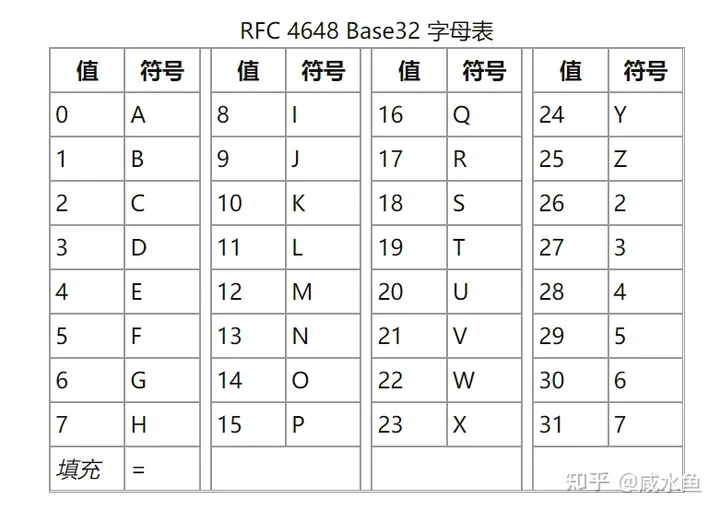 RFC 4648 Base32 字母表
值 符号 值 符号 值 符号 值 符号
0 A 8 I 16 Q 24 Y
1 B 9 J 17 R 25 Z
2 C 10 K 18 S 26 2
3 D 11 L 19 T 27 3
4 E 12 M 20 U 28 4
5 F 13 N 21 V 29 5
6 G 14 O 22 W 30 6
7 H 15 P 23 X 31 7
填充 =
知乎 @咸水鱼